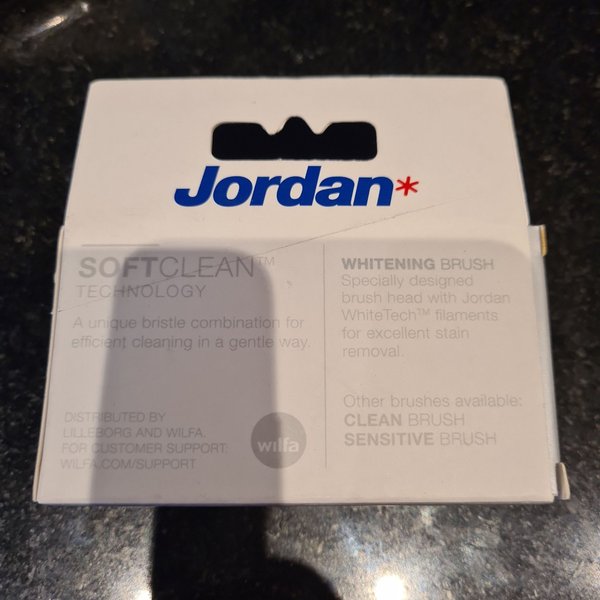 Jordan*
SOFTCLEAN™
TECHNOLOGY
A unique bristle combination for
efficient cleaning in a gentle way.
DISTRIBUTED BY
LILLEBORG AND WILFA.
FOR CUSTOMER SUPPORT:
WILFA.COM/SUPPORT
wilfa
WHITENING BRUSH
Specially designed
brush head with Jordan
WhiteTech™ filaments
for excellent stain
removal.
Other brushes available:
CLEAN BRUSH
SENSITIVE BRUSH